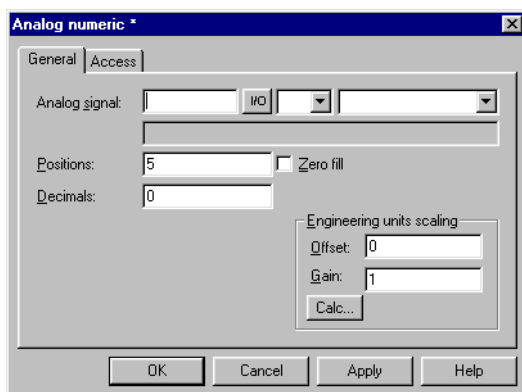 Analog numeric *
General Access
Analog signal: I/O
Positions: 5 Zero fill
Decimals: 0
Engineering units scaling
Offset: 0
Gain: 1
Calc...
OK Cancel Apply Help